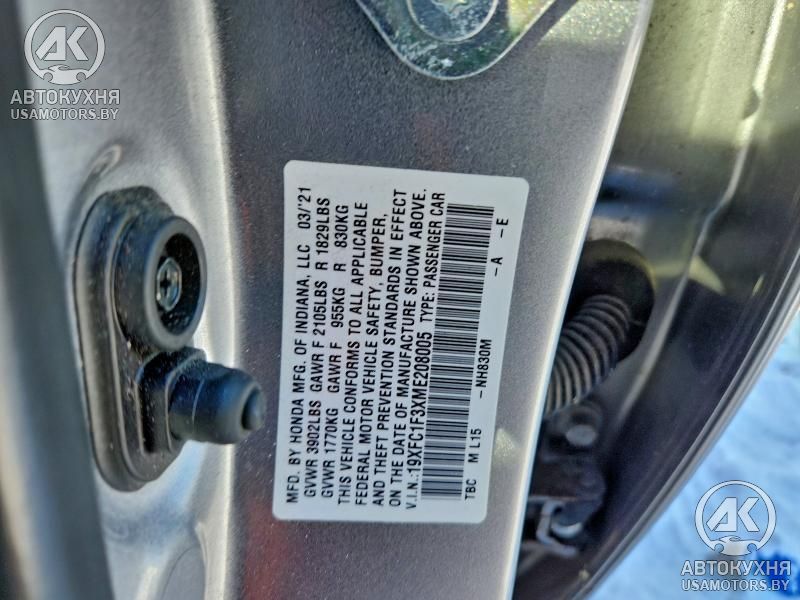 AK
АВТОКУХНЯ
USAMOTORS.BY
MFD. BY HONDA MFG. OF INDIANA, LLC 03/'21
GVWR 3902LBS GAWR F 2105LBS R 1829LBS
GVWR 1770KG GAWR F 955KG R 830KG
THIS VEHICLE CONFORMS TO ALL APPLICABLE
FEDERAL MOTOR VEHICLE SAFETY, BUMPER,
AND THEFT PREVENTION STANDARDS IN EFFECT
ON THE DATE OF MANUFACTURE SHOWN ABOVE.
V.I.N.:19XFC1F3XME208005 TYPE: PASSENGER CAR
TBC M L15 -NH830M -A -E
AK
АВТОКУХНЯ
USAMOTORS.BY